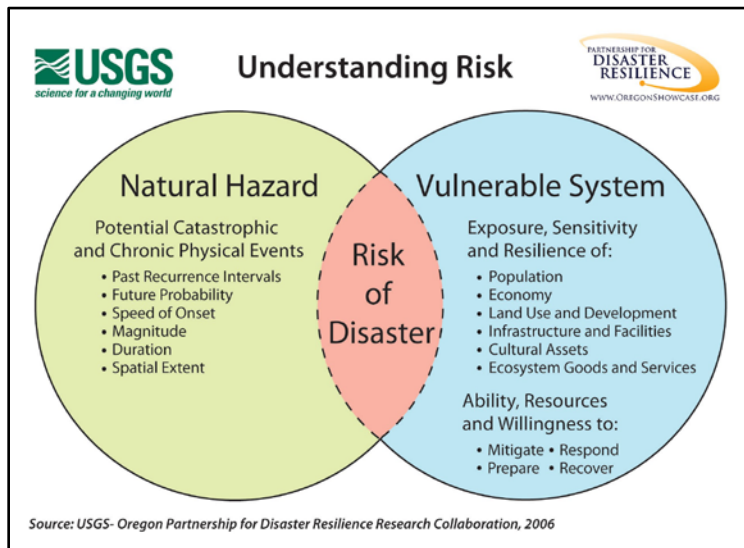 USGS
science for a changing world
Understanding Risk
PARTNERSHIP FOR
DISASTER
RESILIENCE
WWW.OREGONSHOWCASE.ORG
Natural Hazard
Potential Catastrophic
and Chronic Physical Events
• Past Recurrence Intervals
• Future Probability
• Speed of Onset
• Magnitude
• Duration
• Spatial Extent
Risk
of
Disaster
Vulnerable System
Exposure, Sensitivity
and Resilience of:
• Population
• Economy
• Land Use and Development
• Infrastructure and Facilities
• Cultural Assets
• Ecosystem Goods and Services
Ability, Resources
and Willingness to:
• Mitigate • Respond
• Prepare • Recover
Source: USGS- Oregon Partnership for Disaster Resilience Research Collaboration, 2006